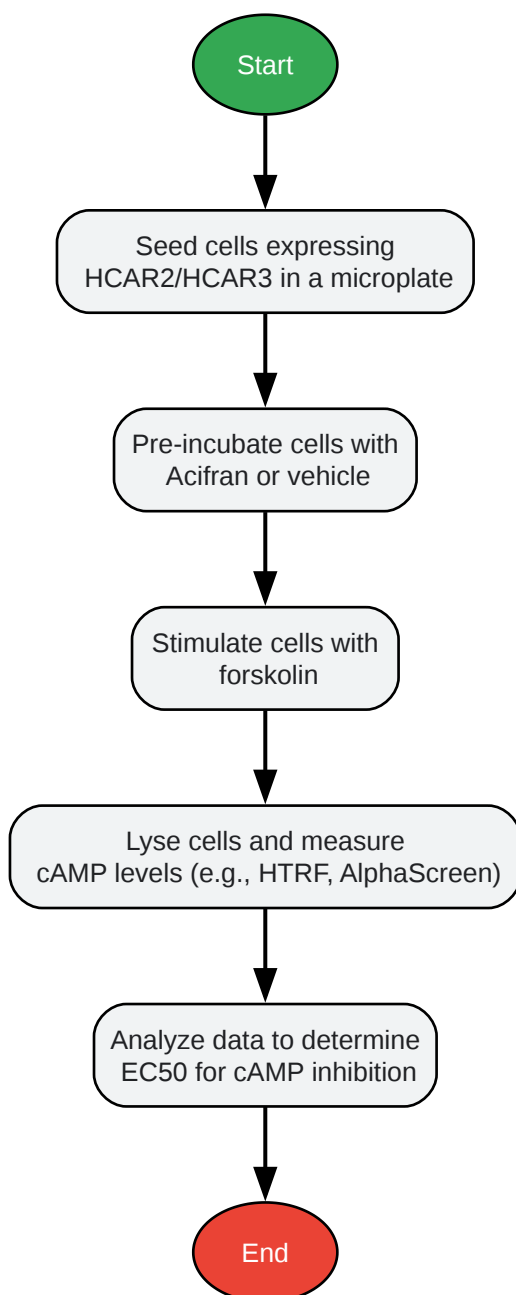 Start
Seed cells expressing
HCAR2/HCAR3 in a microplate
Pre-incubate cells with
Acifran or vehicle
Stimulate cells with
forskolin
Lyse cells and measure
cAMP levels (e.g., HTRF, AlphaScreen)
Analyze data to determine
EC50 for cAMP inhibition
End